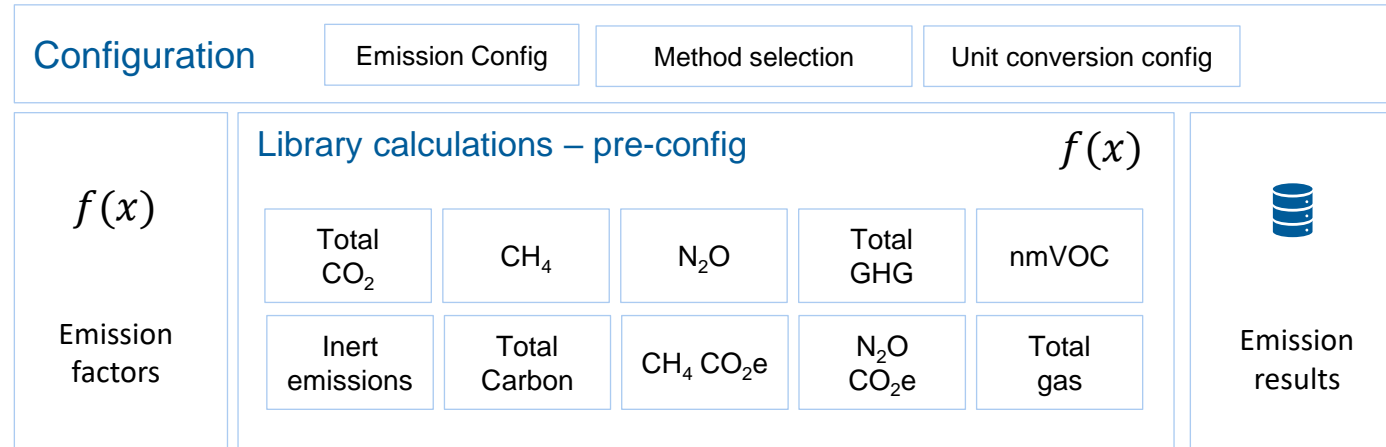 Configuration
Emission Config
Method selection
Unit conversion config
f(x)
Emission
factors
Library calculations – pre-config
f(x)
Total
CO₂
CH₄
N₂O
Total
GHG
nmVOC
Inert
emissions
Total
Carbon
CH₄ CO₂e
N₂O
CO₂e
Total
gas
Emission
results